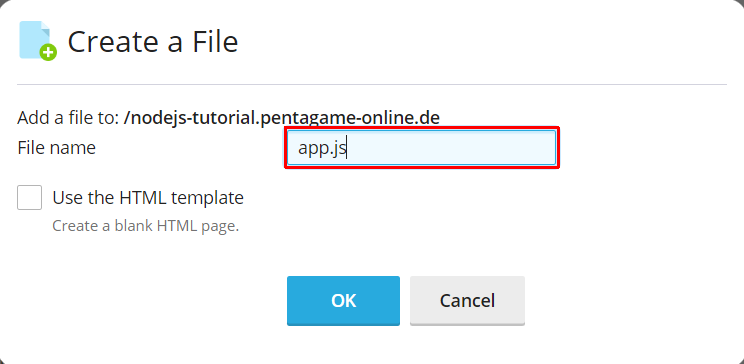 Create a File
Add a file to: /nodejs-tutorial.pentagame-online.de
File name app.js
Use the HTML template
Create a blank HTML page.
OK Cancel